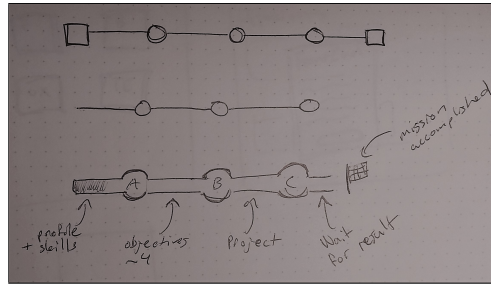 mission
accomplished
A
B
C
profile
+ skills
objectives
~4
Project
Wait
for result